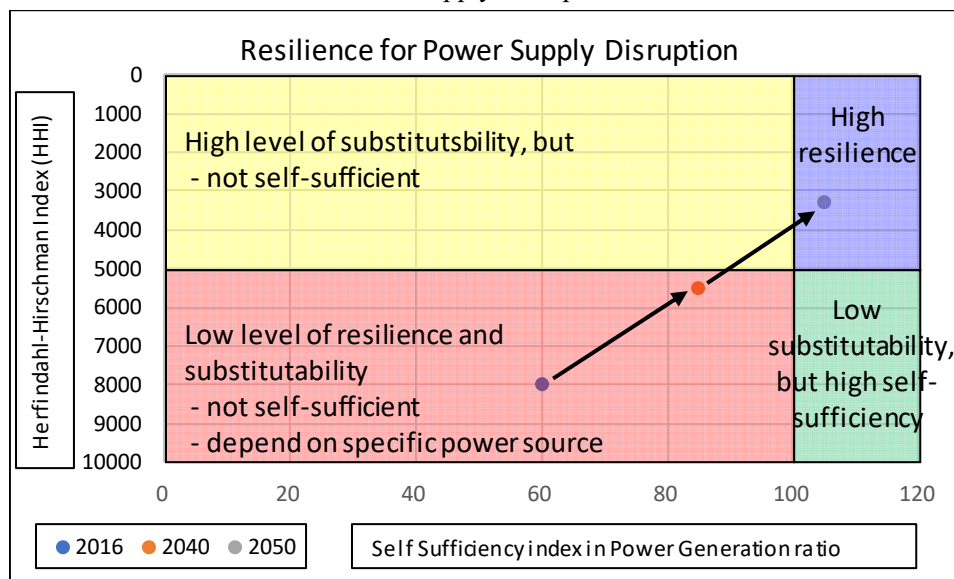 Resilience for Power Supply Disruption
Herfindahl-Hirschman Index (HHI)
0
1000
2000
3000
4000
5000
6000
7000
8000
9000
10000
High level of substitutsbility, but
- not self-sufficient
High
resilience
Low level of resilience and
substitutability
- not self-sufficient
- depend on specific power source
Low
substitutability,
but high self-
sufficiency
0 20 40 60 80 100 120
2016 2040 2050
Self Sufficiency index in Power Generation ratio